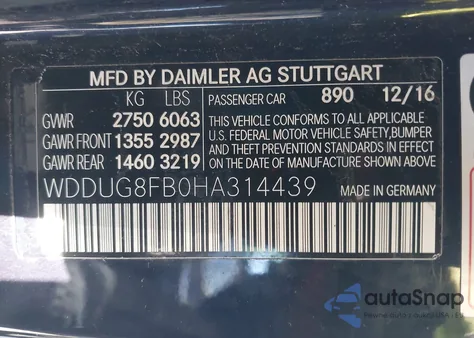 MFD BY DAIMLER AG STUTTGART
KG LBS PASSENGER CAR 890 12/16
GVWR 2750 6063
GAWR FRONT 1355 2987
GAWR REAR 1460 3219
THIS VEHICLE CONFORMS TO ALL APPLICABLE
U.S. FEDERAL MOTOR VEHICLE SAFETY,BUMPER
AND THEFT PREVENTION STANDARDS IN EFFECT
ON THE DATE OF MANUFACTURE SHOWN ABOVE.
WDDUG8FB0HA314439 MADE IN GERMANY
autoSnap